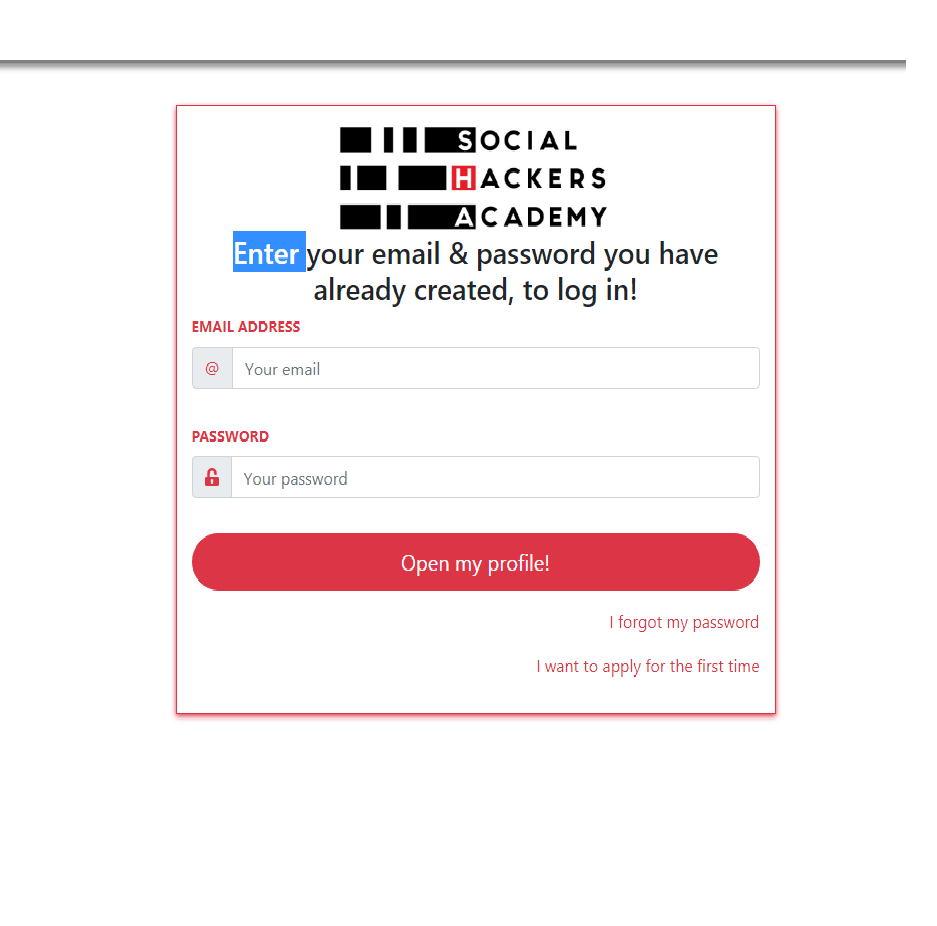 SOCIAL
HACKERS
ACADEMY
Enter your email & password you have
already created, to log in!
EMAIL ADDRESS
@ Your email
PASSWORD
Your password
Open my profile!
I forgot my password
I want to apply for the first time